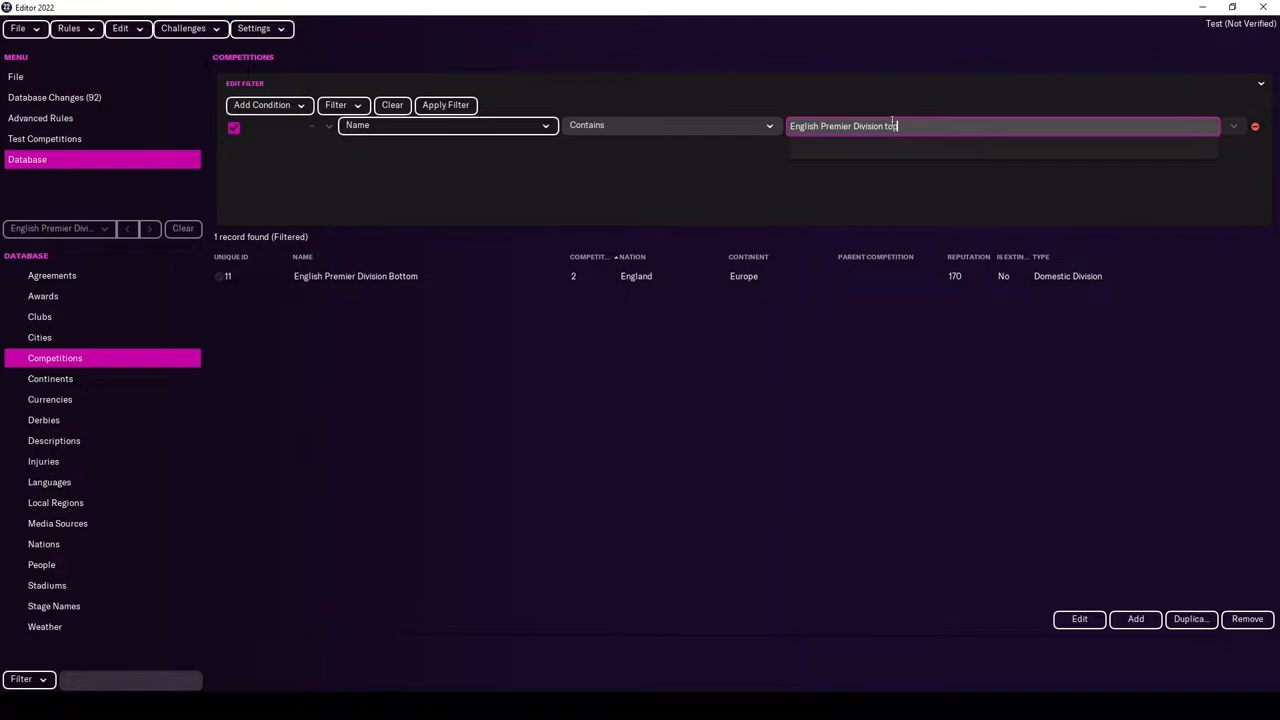 Editor 2022
File Rules Edit Challenges Settings
Test (Not Verified)
MENU
File
Database Changes (92)
Advanced Rules
Test Competitions
Database
English Premier Divi... < > Clear
DATABASE
Agreements
Awards
Clubs
Cities
Competitions
Continents
Currencies
Derbies
Descriptions
Injuries
Languages
Local Regions
Media Sources
Nations
People
Stadiums
Stage Names
Weather
Filter
COMPETITIONS
EDIT FILTER
Add Condition Filter Clear Apply Filter
Name Contains English Premier Division top
1 record found (Filtered)
UNIQUE ID NAME COMPETIT... NATION CONTINENT PARENT COMPETITION REPUTATION IS EXTIN... TYPE
11 English Premier Division Bottom 2 England Europe 170 No Domestic Division
Edit Add Duplica... Remove